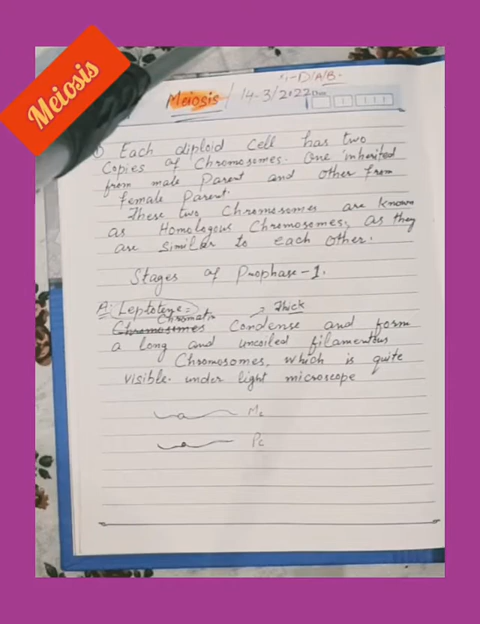 Meiosis
Meiosis / 14-3/2022
① Each diploid cell has two
Copies of Chromosomes. One inherited
from male Parent and other from
female Parent.
These two Chromosomes are known
as Homologous Chromosomes, as they
are similar to each other.
Stages of Prophase-1.
A: Leptotene:- → Thick
Chromatin
Chromosomes Condense and form
a long and uncoiled filamentous
Chromosomes, which is quite
visible under light microscope
Mc
Pc